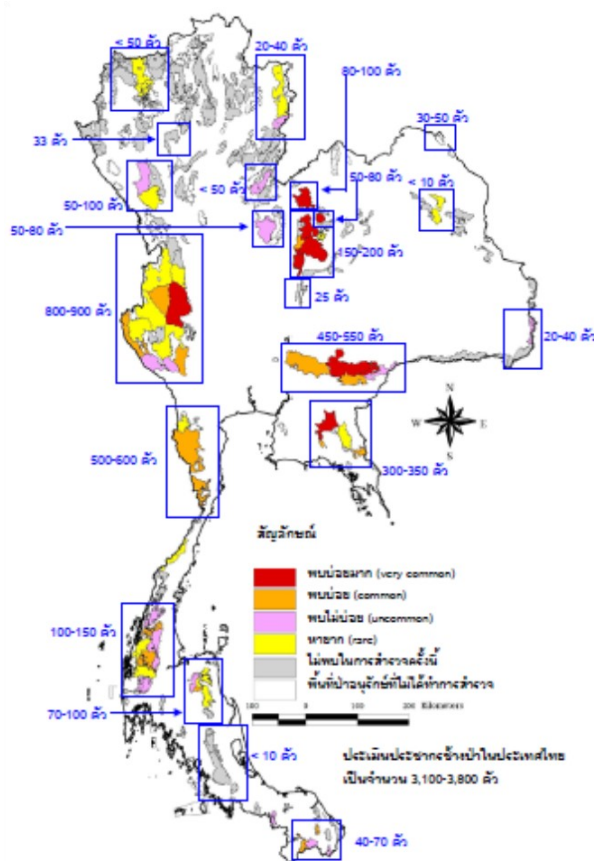 < 50 ตัว
20-40 ตัว
80-100 ตัว
30-50 ตัว
33 ตัว
< 50 ตัว
50-80 ตัว
< 10 ตัว
50-100 ตัว
50-80 ตัว
150-200 ตัว
25 ตัว
800-900 ตัว
450-550 ตัว
20-40 ตัว
N
W E
S
500-600 ตัว
300-350 ตัว
สัญลักษณ์
พบบ่อยมาก (very common)
พบบ่อย (common)
พบไม่บ่อย (uncommon)
หายาก (rare)
ไม่พบในการสำรวจครั้งนี้
พื้นที่ป่าอนุรักษ์ที่ไม่ได้ทำการสำรวจ
100-150 ตัว
100 0 100 200 Kilometers
70-100 ตัว
< 10 ตัว
ประเมินประชากรช้างป่าในประเทศไทย
เป็นจำนวน 3,100-3,800 ตัว
40-70 ตัว